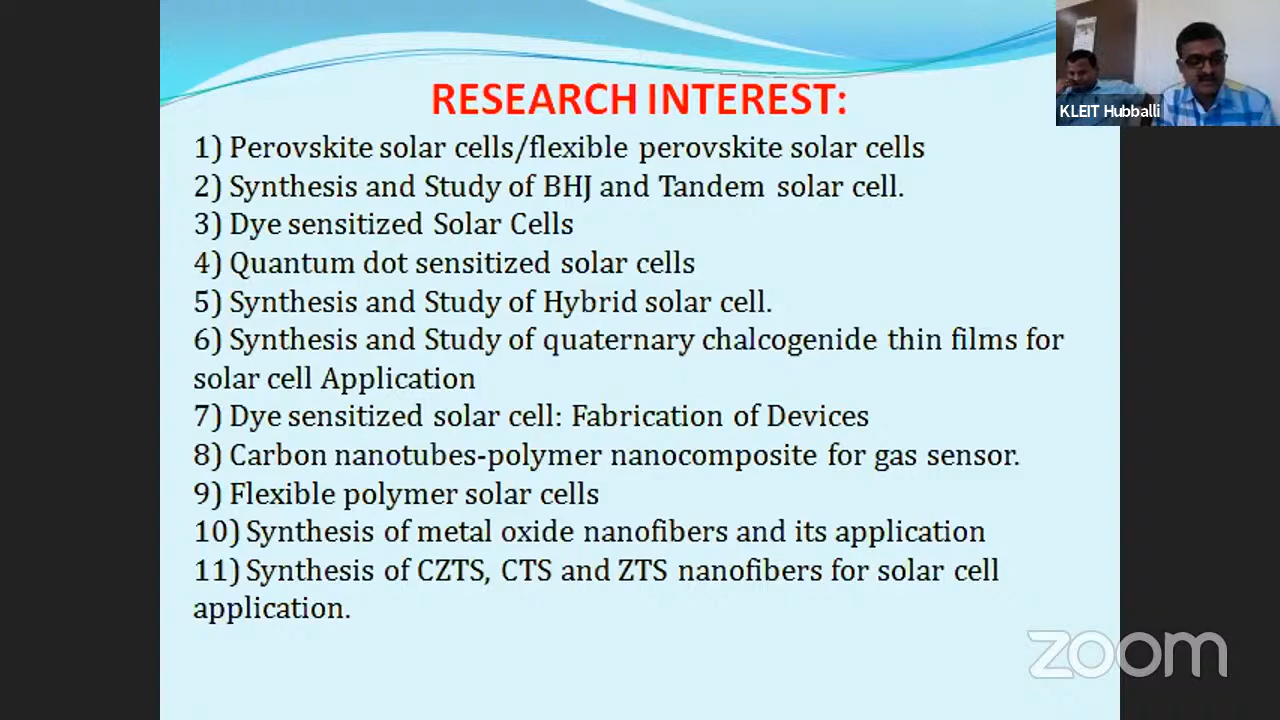 RESEARCH INTEREST:
KLEIT Hubballi
1) Perovskite solar cells/flexible perovskite solar cells
2) Synthesis and Study of BHJ and Tandem solar cell.
3) Dye sensitized Solar Cells
4) Quantum dot sensitized solar cells
5) Synthesis and Study of Hybrid solar cell.
6) Synthesis and Study of quaternary chalcogenide thin films for
solar cell Application
7) Dye sensitized solar cell: Fabrication of Devices
8) Carbon nanotubes-polymer nanocomposite for gas sensor.
9) Flexible polymer solar cells
10) Synthesis of metal oxide nanofibers and its application
11) Synthesis of CZTS, CTS and ZTS nanofibers for solar cell
application.
zoom